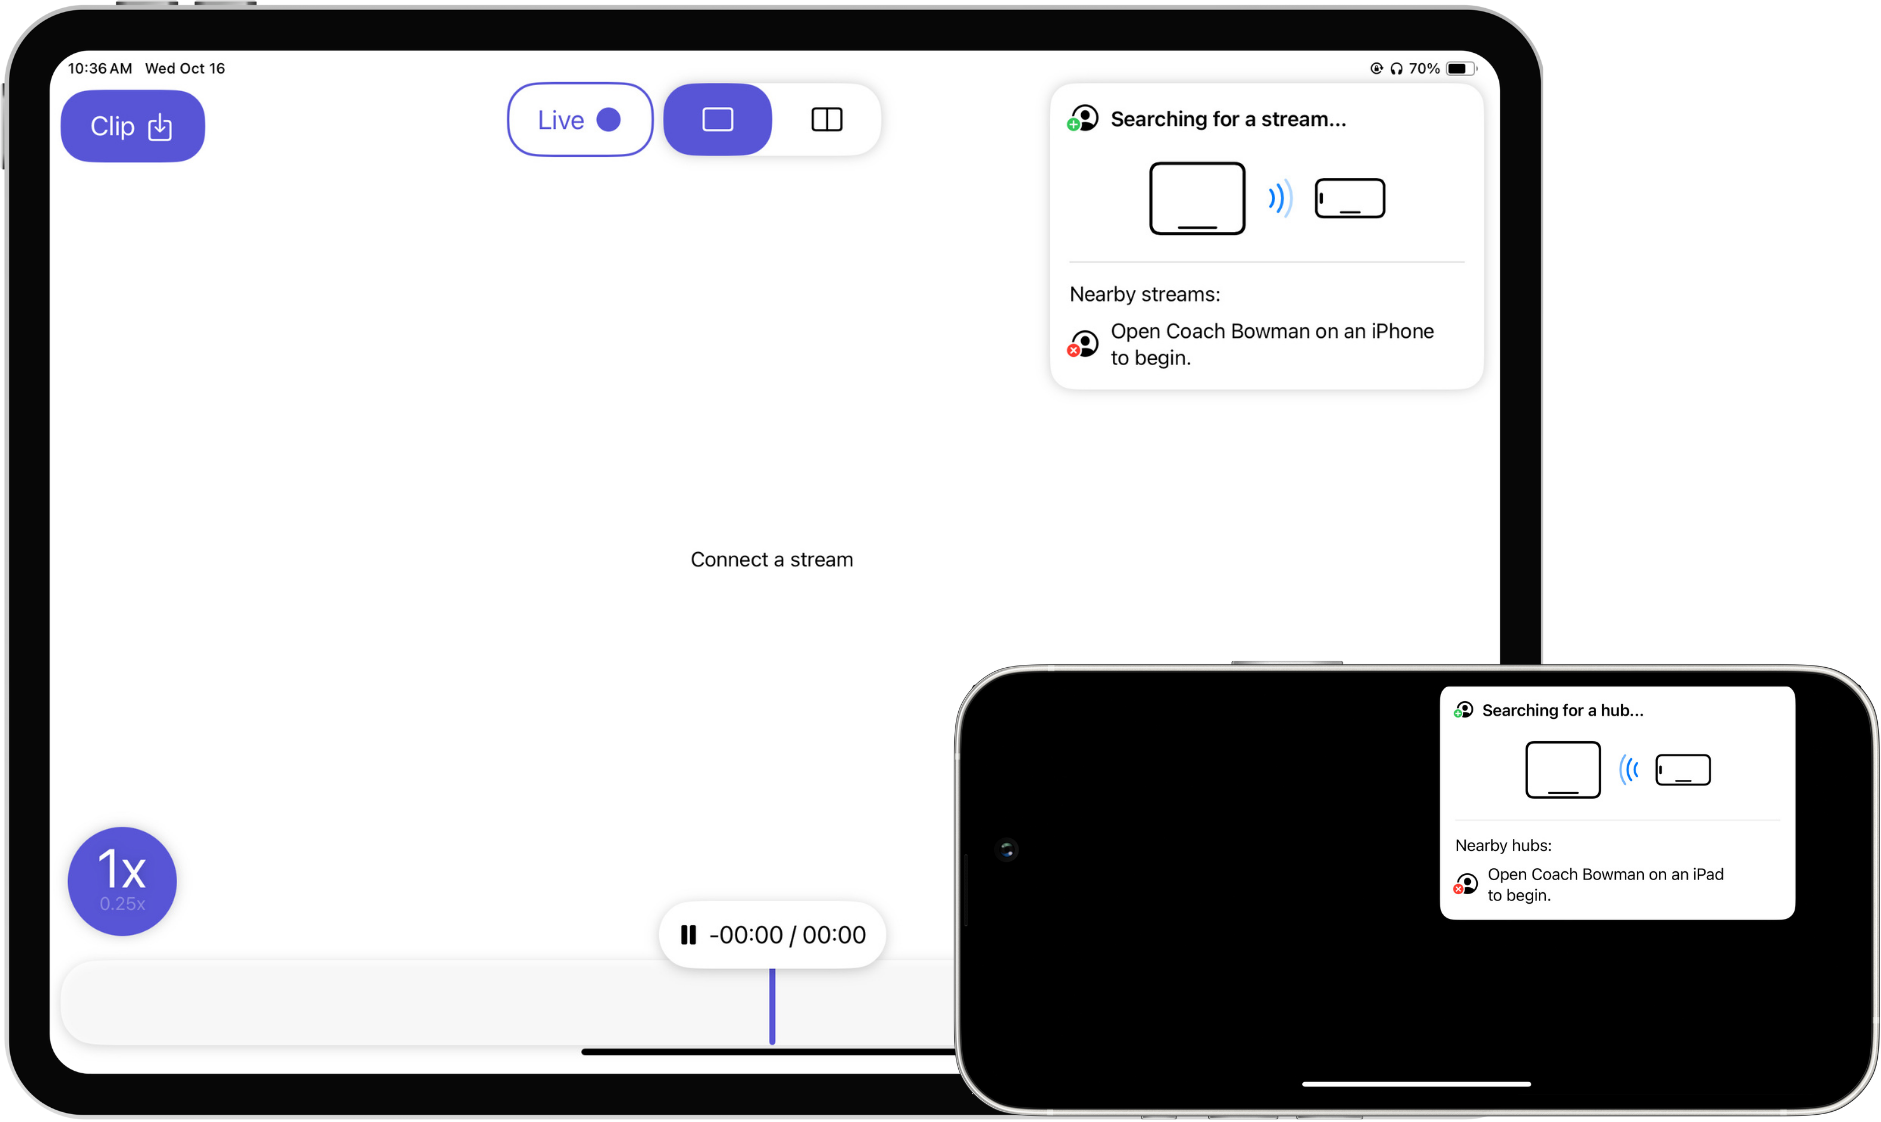 10:36 AM Wed Oct 16
70%
Clip
Live
Searching for a stream...
Nearby streams:
Open Coach Bowman on an iPhone
to begin.
Connect a stream
1x
0.25x
-00:00 / 00:00
Searching for a hub...
Nearby hubs:
Open Coach Bowman on an iPad
to begin.